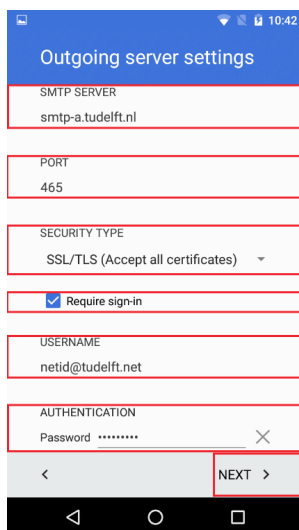 10:42
Outgoing server settings
SMTP SERVER
smtp-a.tudelft.nl
PORT
465
SECURITY TYPE
SSL/TLS (Accept all certificates)
Require sign-in
USERNAME
netid@tudelft.net
AUTHENTICATION
Password •••••••••
NEXT